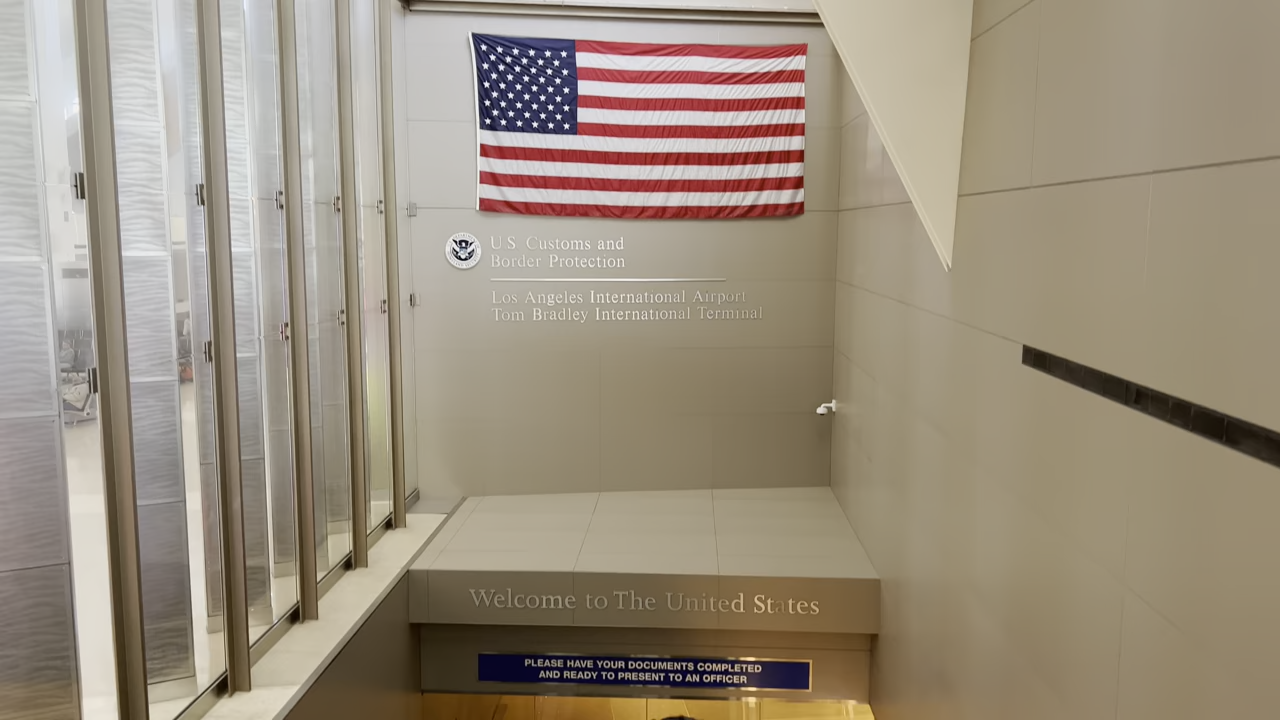 U S Customs and
Border Protection
Los Angeles International Airport
Tom Bradley International Terminal
Welcome to The United States
PLEASE HAVE YOUR DOCUMENTS COMPLETED
AND READY TO PRESENT TO AN OFFICER